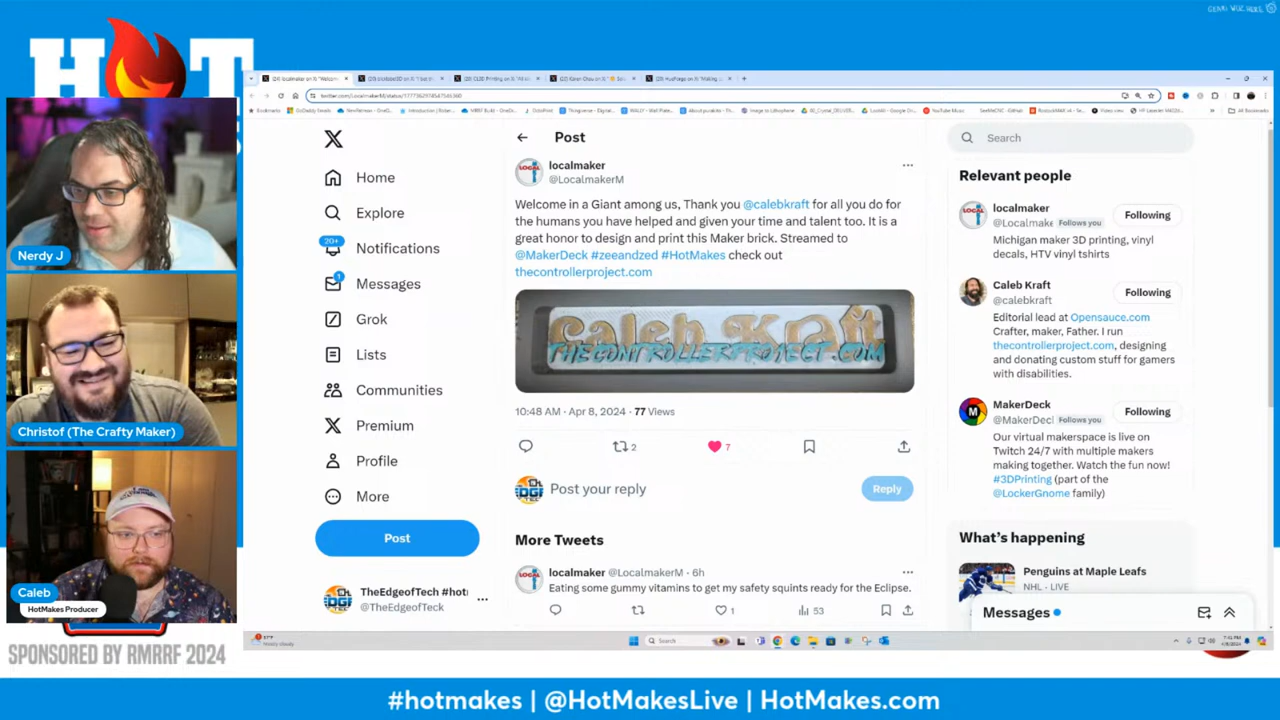 HOT
Nerdy J
Christof (The Crafty Maker)
Caleb
HotMakes Producer
SPONSORED BY RMRRF 2024
Home
Explore
20+
Notifications
1
Messages
Grok
Lists
Communities
Premium
Profile
More
Post
TheEdgeofTech #hot
@TheEdgeofTech
Post
localmaker
@LocalmakerM
Welcome in a Giant among us, Thank you @calebkraft for all you do for
the humans you have helped and given your time and talent too. It is a
great honor to design and print this Maker brick. Streamed to
@MakerDeck #zeeandzed #HotMakes check out
thecontrollerproject.com
Caleb Kraft
THECONTROLLERPROJECT.COM
10:48 AM · Apr 8, 2024 · 77 Views
2
7
Post your reply
Reply
More Tweets
localmaker @LocalmakerM · 6h
Eating some gummy vitamins to get my safety squints ready for the Eclipse.
1
53
Search
Relevant people
localmaker
@Localmake Follows you
Following
Michigan maker 3D printing, vinyl
decals, HTV vinyl tshirts
Caleb Kraft
@calebkraft
Following
Editorial lead at Opensauce.com
Crafter, maker, Father. I run
thecontrollerproject.com, designing
and donating custom stuff for gamers
with disabilities.
MakerDeck
@MakerDecl Follows you
Following
Our virtual makerspace is live on
Twitch 24/7 with multiple makers
making together. Watch the fun now!
#3DPrinting (part of the
@LockerGnome family)
What's happening
Penguins at Maple Leafs
NHL · LIVE
Messages
Search
#hotmakes | @HotMakesLive | HotMakes.com